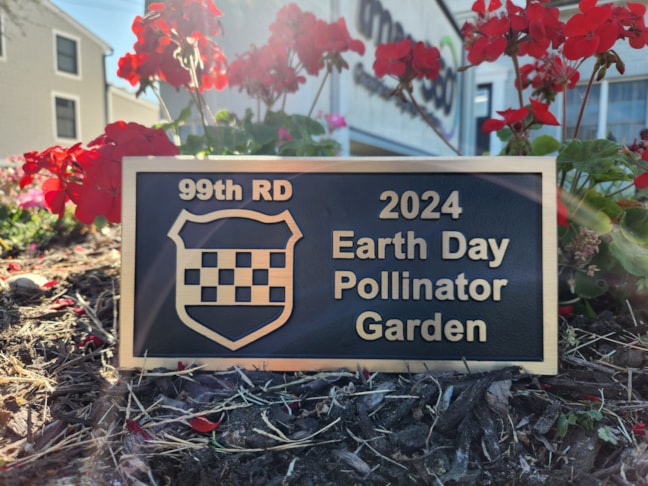 99th RD
2024
Earth Day
Pollinator
Garden